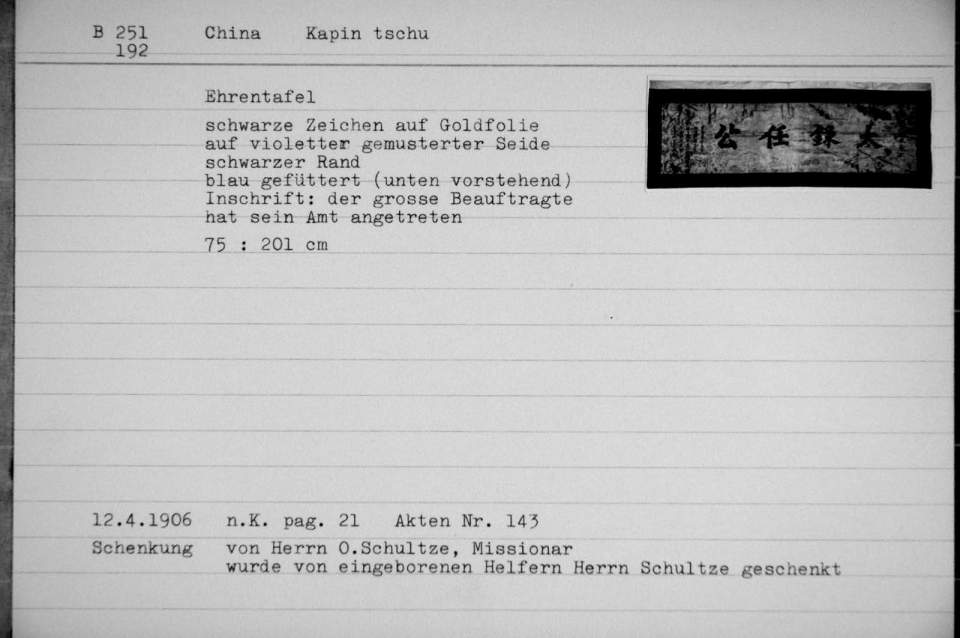 B 251 China Kapin tschu
192
Ehrentafel
schwarze Zeichen auf Goldfolie
auf violetter gemusterter Seide
schwarzer Rand
blau gefüttert (unten vorstehend)
Inschrift: der grosse Beauftragte
hat sein Amt angetreten
75 : 201 cm
公任錄大
12.4.1906 n.K. pag. 21 Akten Nr. 143
Schenkung von Herrn O.Schultze, Missionar
wurde von eingeborenen Helfern Herrn Schultze geschenkt